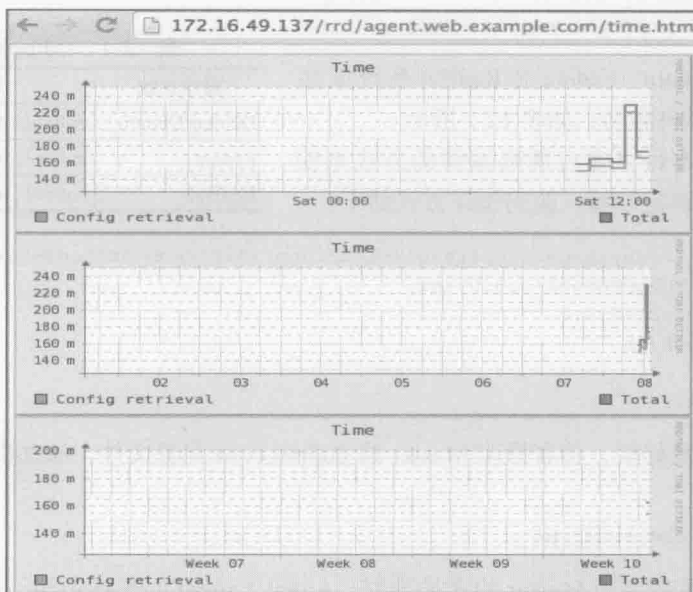 172.16.49.137/rrd/agent.web.example.com/time.htm
Time
240 m
220 m
200 m
180 m
160 m
140 m
Sat 00:00 Sat 12:00
Config retrieval Total
Time
240 m
220 m
200 m
180 m
160 m
140 m
02 03 04 05 06 07 08
Config retrieval Total
Time
200 m
180 m
160 m
140 m
Week 07 Week 08 Week 09 Week 10
Config retrieval Total